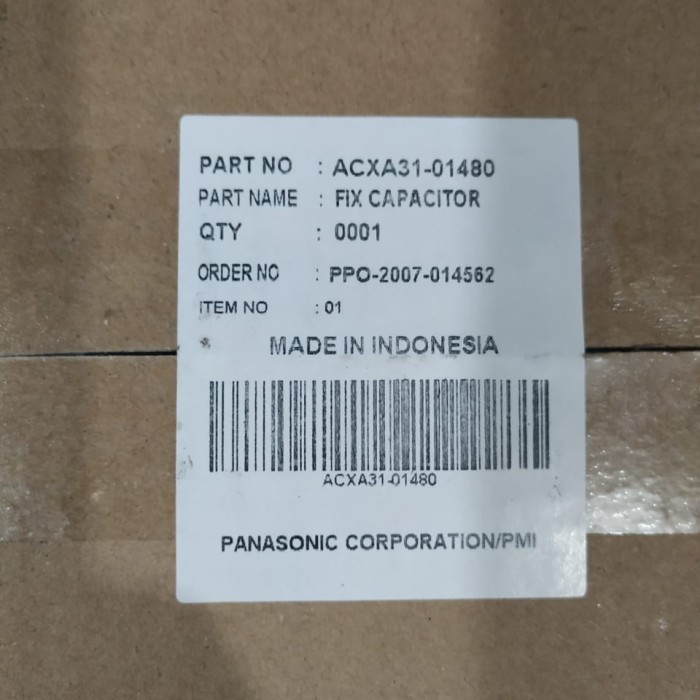 PART NO : ACXA31-01480
PART NAME : FIX CAPACITOR
QTY : 0001
ORDER NO : PPO-2007-014562
ITEM NO : 01
MADE IN INDONESIA
ACXA31-01480
PANASONIC CORPORATION/PMI